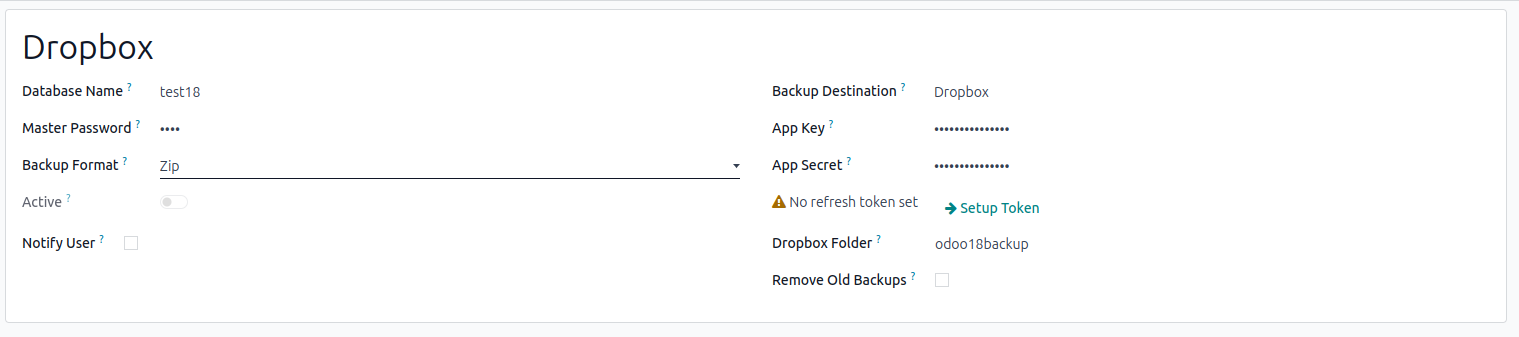 Dropbox
Database Name ? test18
Master Password ? ••••
Backup Format ? Zip
Active ?
Notify User ?
Backup Destination ? Dropbox
App Key ? •••••••••••••••
App Secret ? •••••••••••••••
No refresh token set Setup Token
Dropbox Folder ? odoo18backup
Remove Old Backups ?